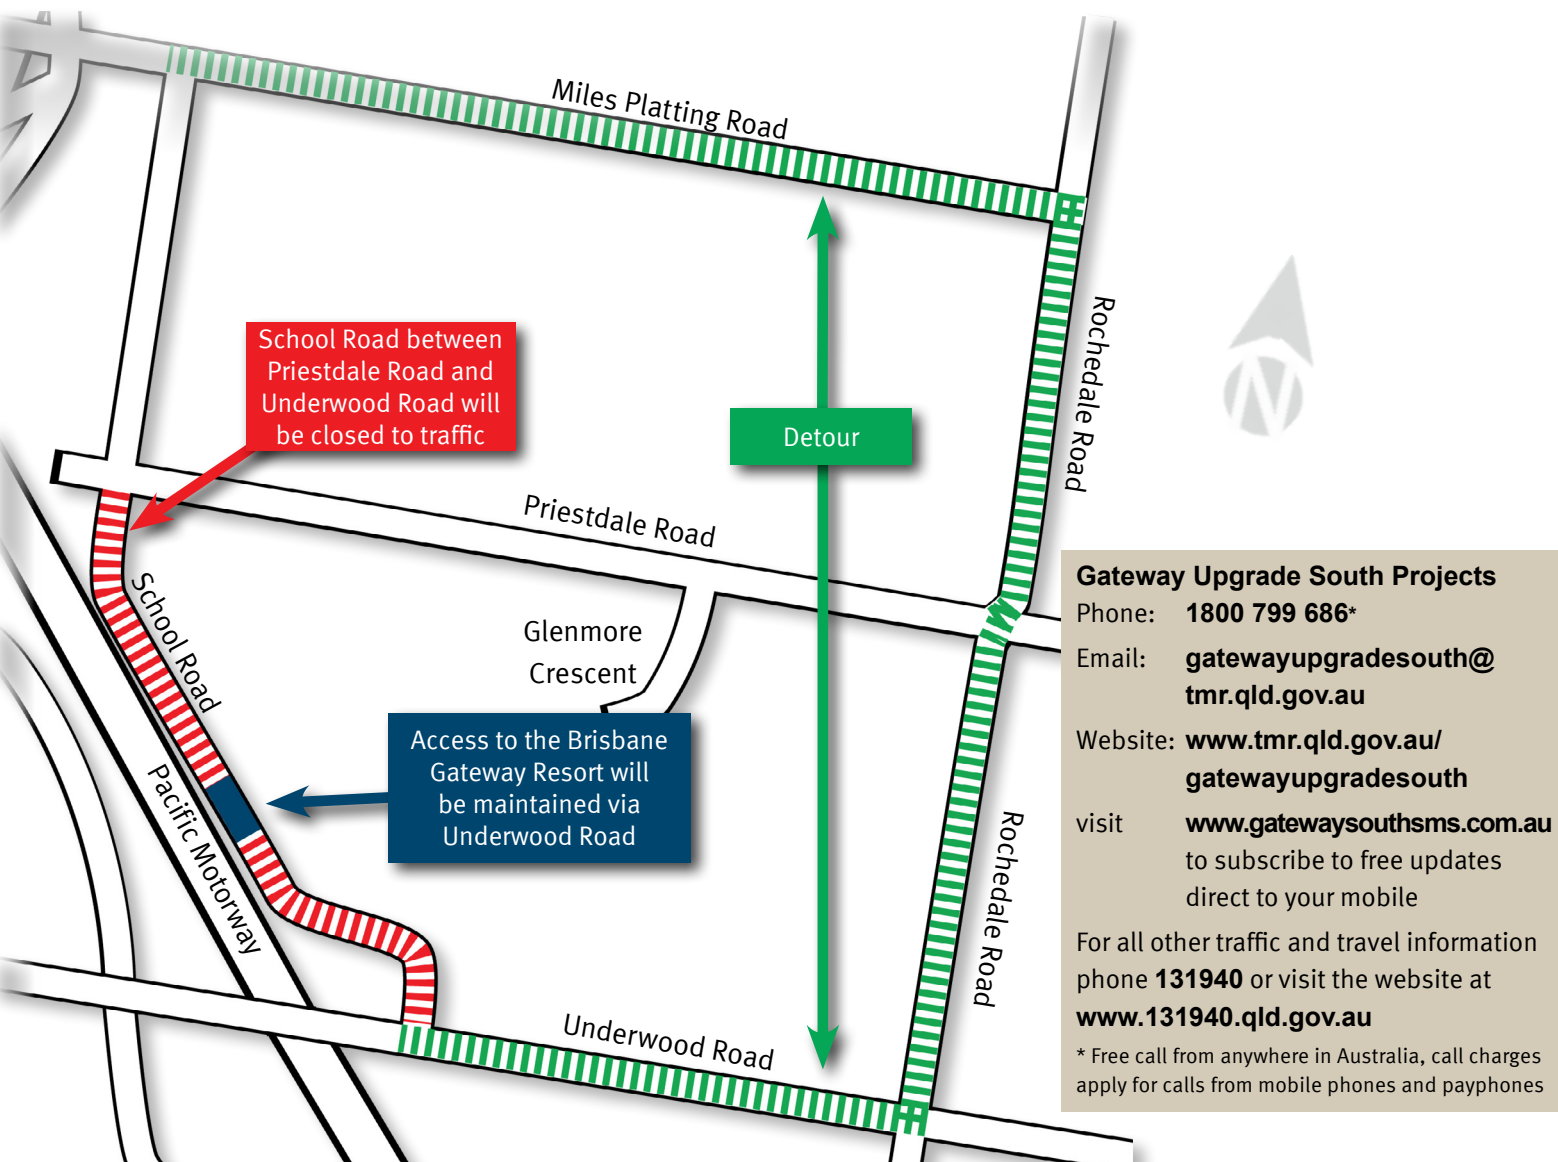 Miles Platting Road
Rochedale Road
School Road between
Priestdale Road and
Underwood Road will
be closed to traffic
Detour
N
Priestdale Road
School Road
Glenmore
Crescent
Access to the Brisbane
Gateway Resort will
be maintained via
Underwood Road
Pacific Motorway
Rochedale Road
Underwood Road
Gateway Upgrade South Projects
Phone: 1800 799 686*
Email: gatewayupgradesouth@
tmr.qld.gov.au
Website: www.tmr.qld.gov.au/
gatewayupgradesouth
visit www.gatewaysouthsms.com.au
to subscribe to free updates
direct to your mobile
For all other traffic and travel information
phone 131940 or visit the website at
www.131940.qld.gov.au
* Free call from anywhere in Australia, call charges
apply for calls from mobile phones and payphones